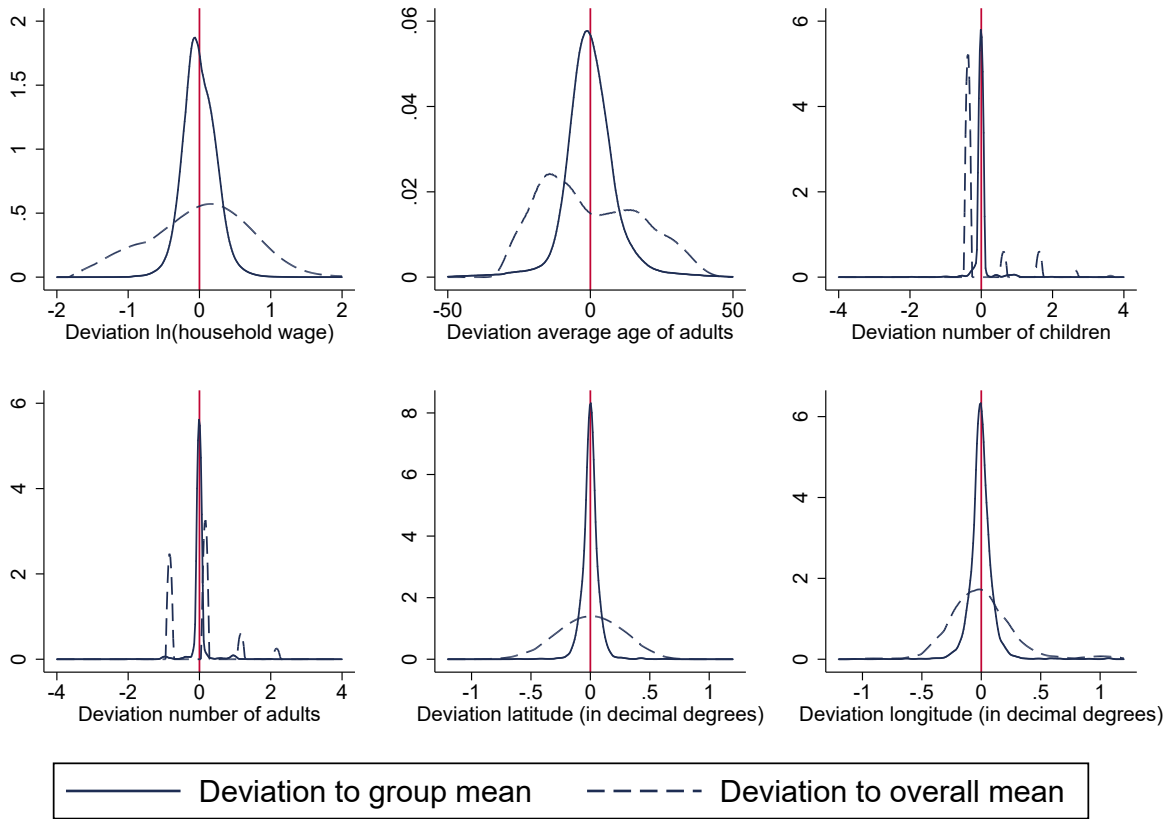 2
1.5
1
.5
0
-2 -1 0 1 2
Deviation ln(household wage)
.06
.04
.02
0
-50 0 50
Deviation average age of adults
6
4
2
0
-4 -2 0 2 4
Deviation number of children
6
4
2
0
-4 -2 0 2 4
Deviation number of adults
8
6
4
2
0
-1 -.5 0 .5 1
Deviation latitude (in decimal degrees)
6
4
2
0
-1 -.5 0 .5 1
Deviation longitude (in decimal degrees)
Deviation to group mean Deviation to overall mean